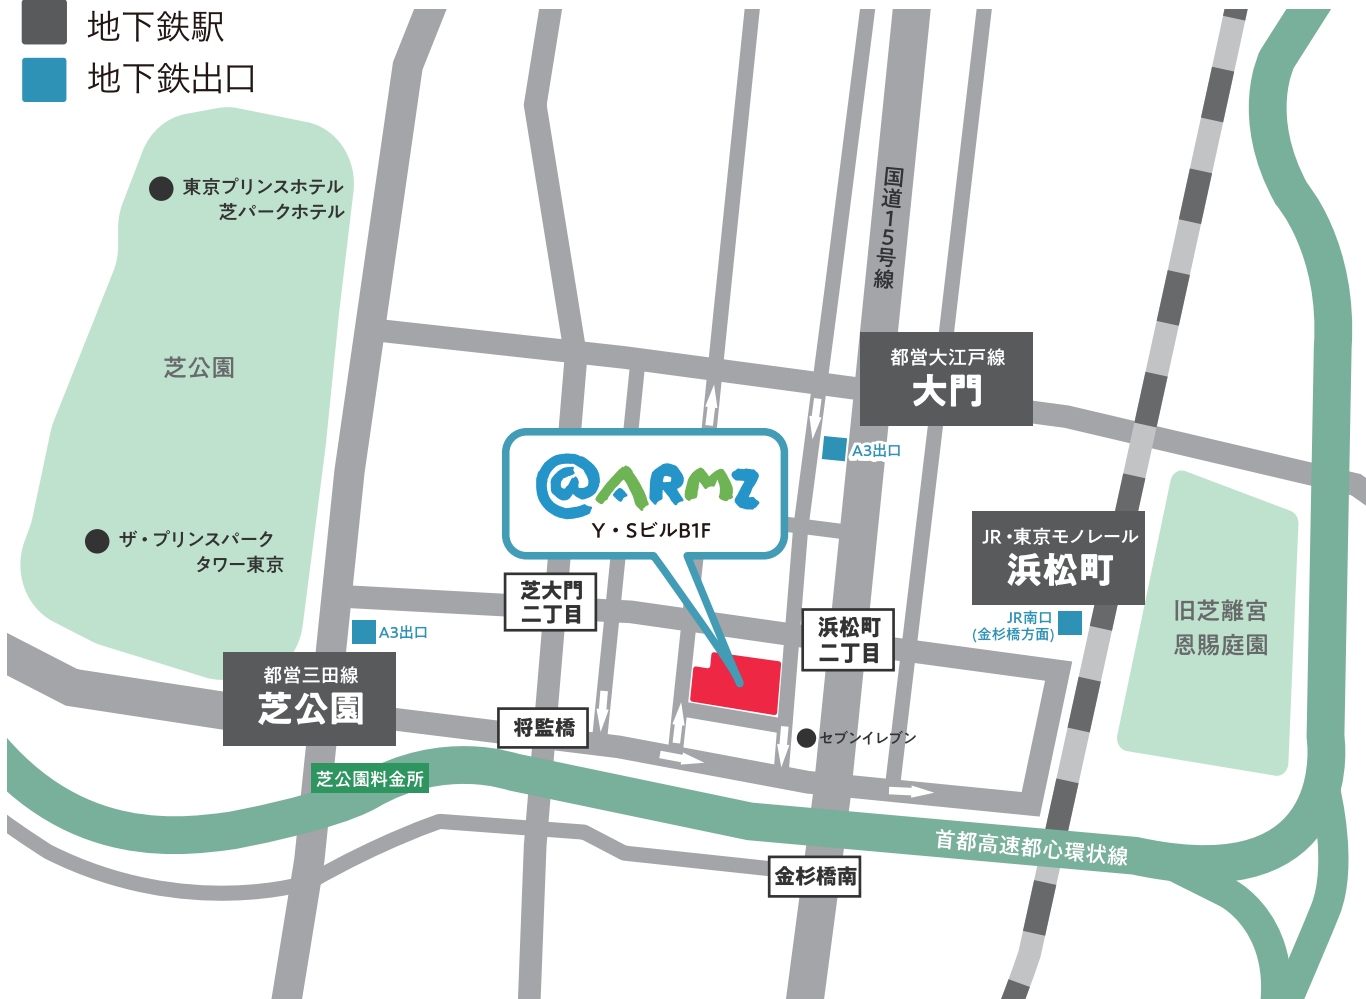 地下鉄駅
地下鉄出口
東京プリンスホテル
芝パークホテル
国道15号線
芝公園
都営大江戸線
大門
A3出口
@ARMZ
Y・SビルB1F
ザ・プリンスパーク
タワー東京
JR・東京モノレール
浜松町
JR南口
(金杉橋方面)
旧芝離宮
恩賜庭園
芝大門
二丁目
浜松町
二丁目
A3出口
都営三田線
芝公園
将監橋
セブンイレブン
芝公園料金所
首都高速都心環状線
金杉橋南